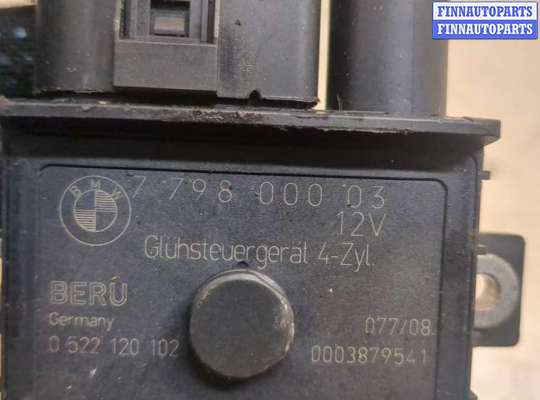 FINNAUTOPARTS
FINNAUTOPARTS
BMW
7 798 000 03
12V
Glühsteuergerät 4-Zyl.
BERU
Germany
077/08
0 522 120 102
0003879541